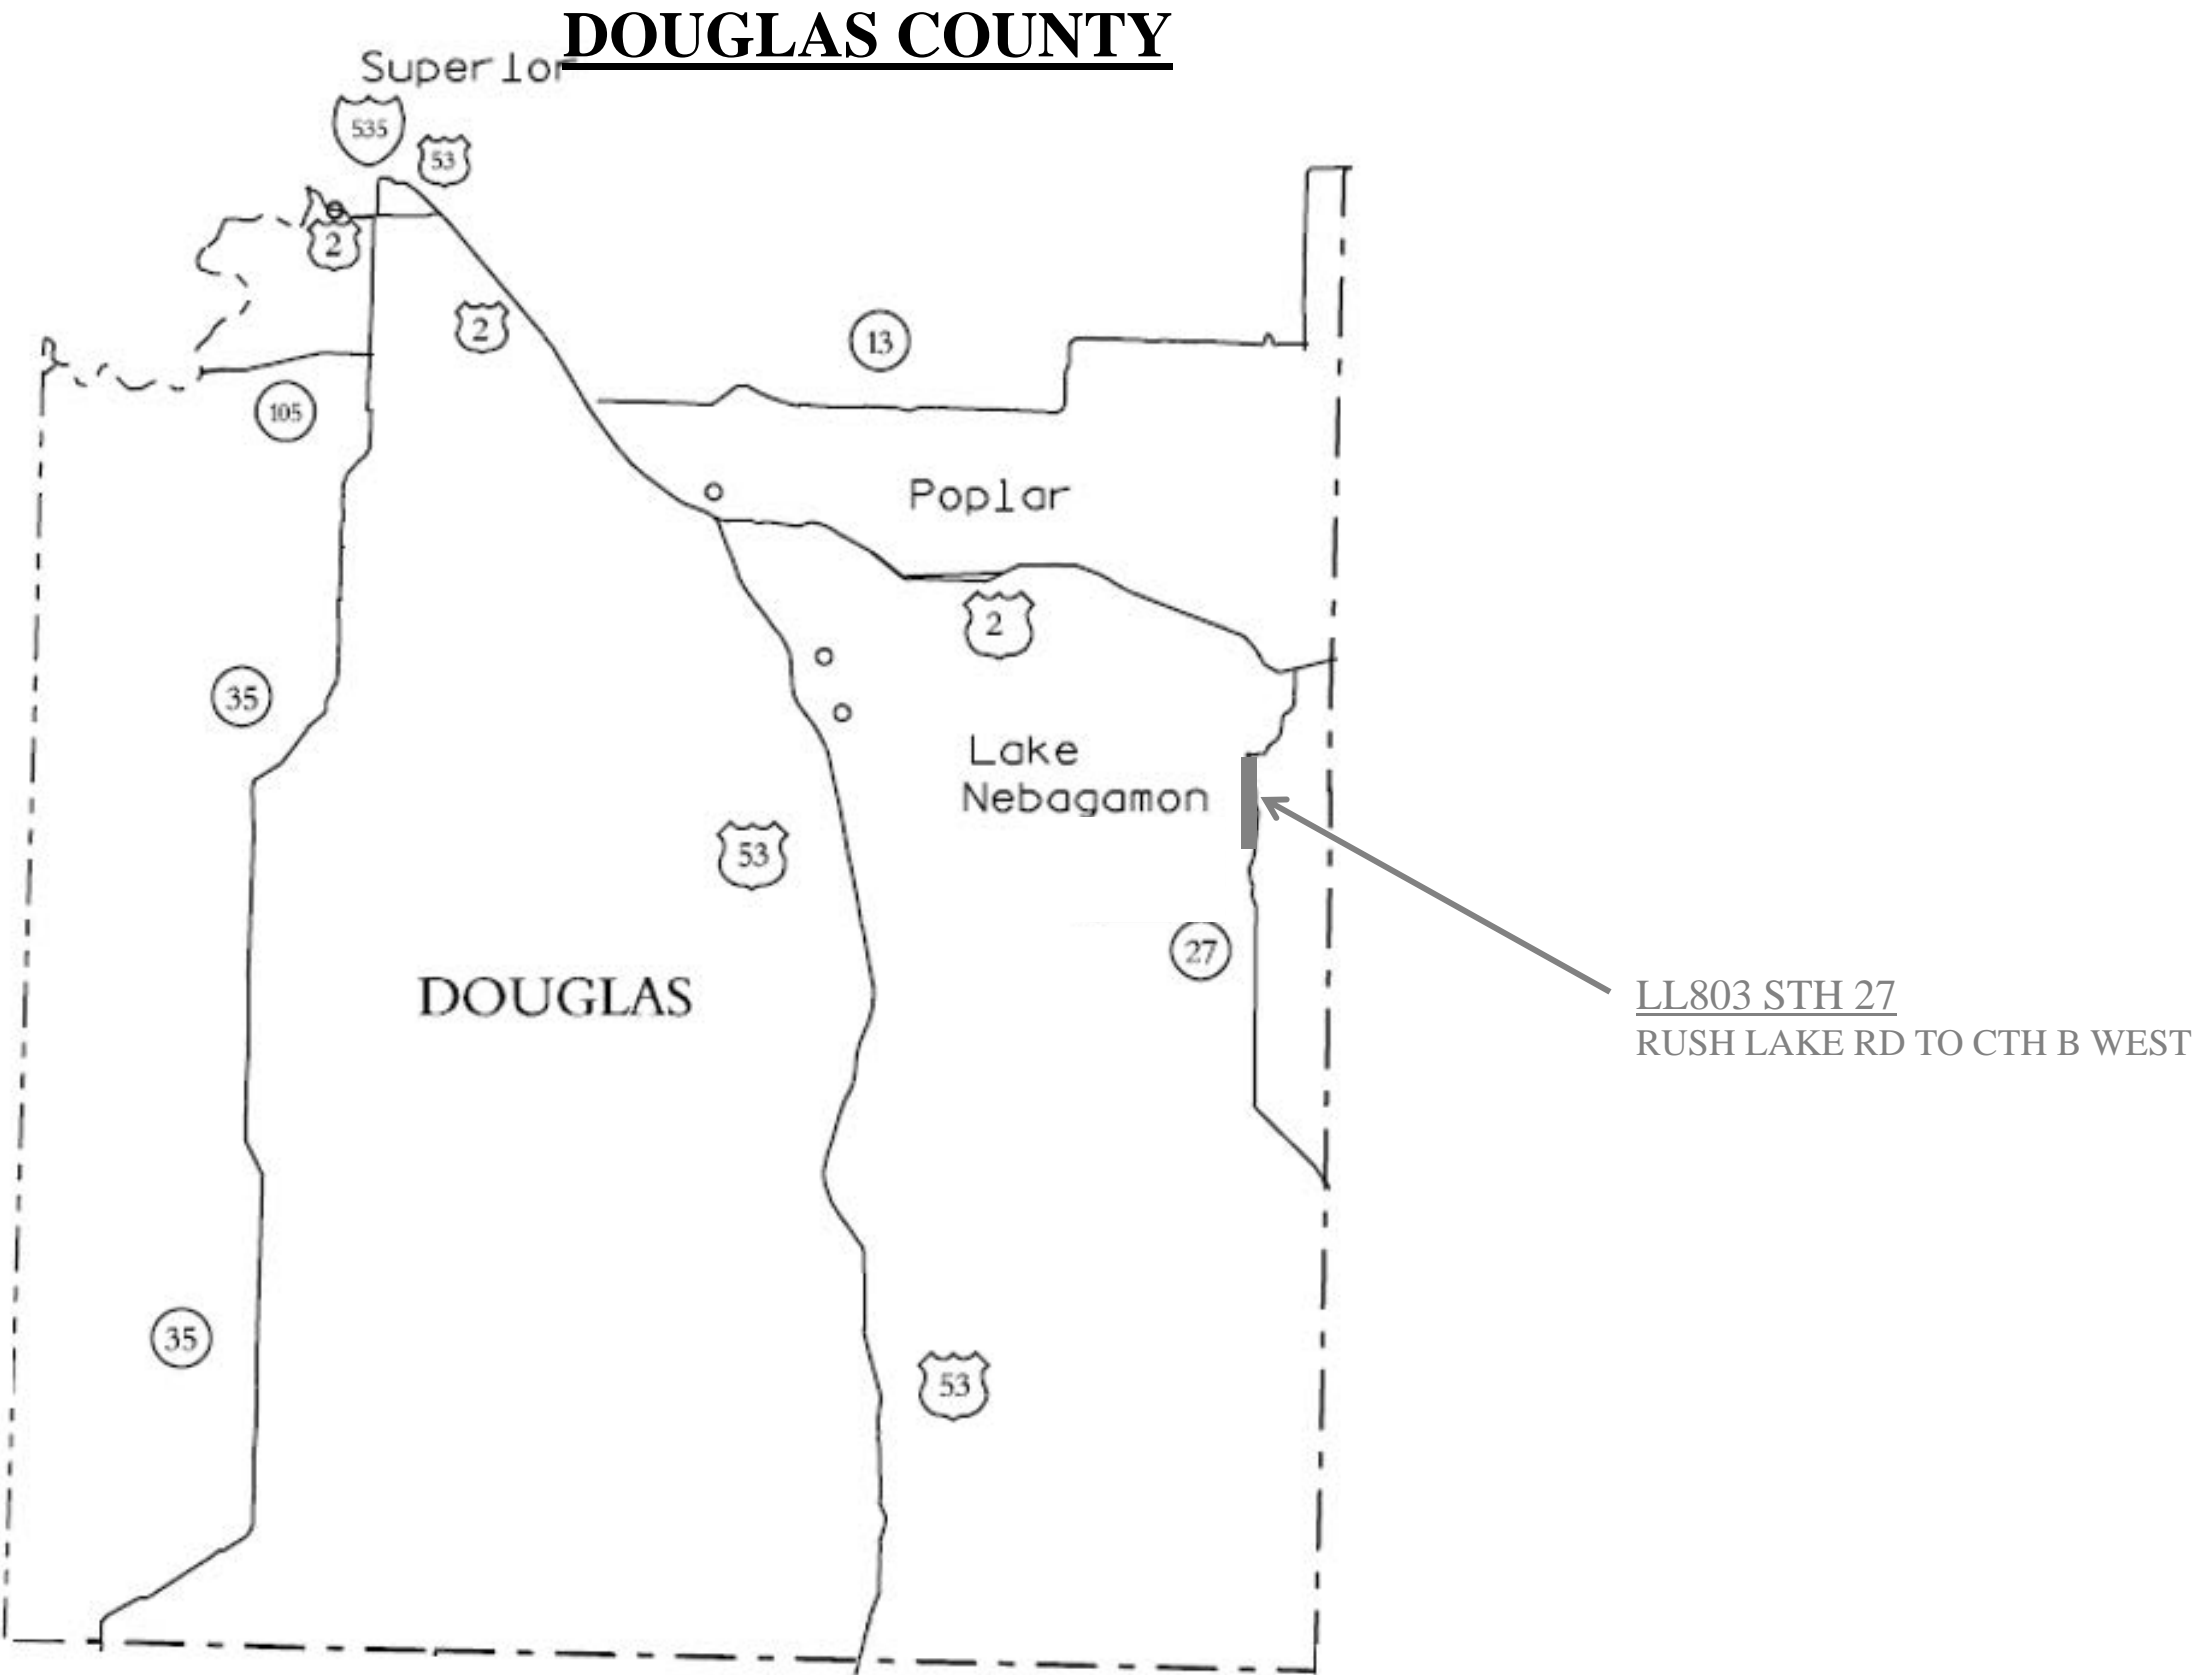 DOUGLAS COUNTY
Superior
535
53
2
2
13
105
Poplar
2
35
Lake
Nebagamon
53
27
DOUGLAS
LL803 STH 27
RUSH LAKE RD TO CTH B WEST
35
53